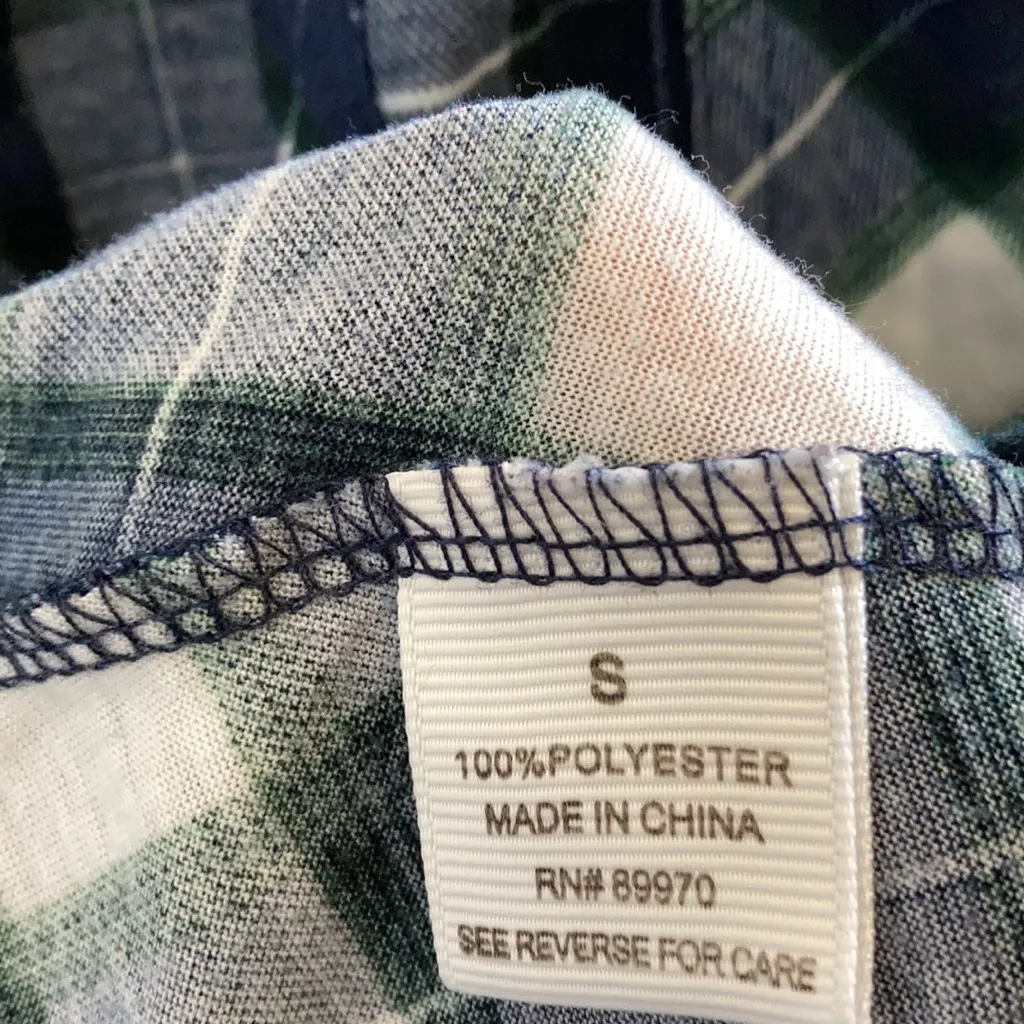 S
100%POLYESTER
MADE IN CHINA
RN# 89970
SEE REVERSE FOR CARE